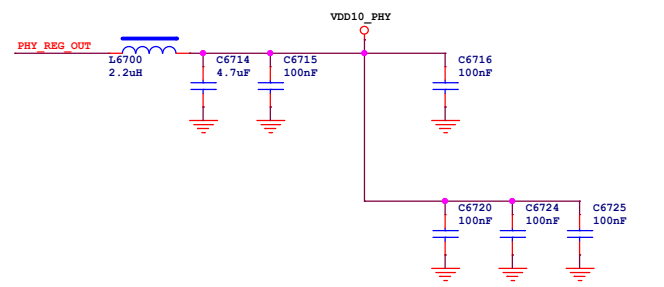 VDD10_PHY
PHY_REG_OUT
L6700
2.2uH
C6714
4.7uF
C6715
100nF
C6716
100nF
C6720
100nF
C6724
100nF
C6725
100nF